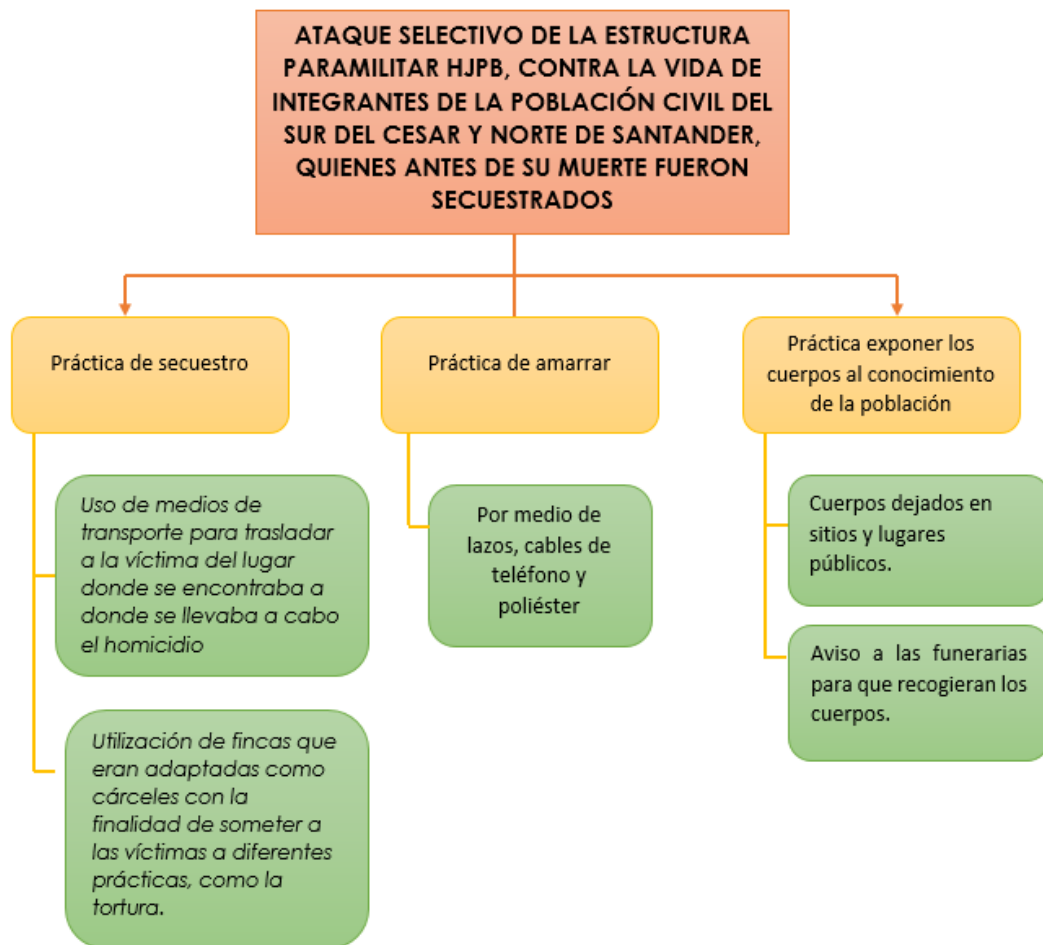 ATAQUE SELECTIVO DE LA ESTRUCTURA
PARAMILITAR HJPB, CONTRA LA VIDA DE
INTEGRANTES DE LA POBLACIÓN CIVIL DEL
SUR DEL CESAR Y NORTE DE SANTANDER,
QUIENES ANTES DE SU MUERTE FUERON
SECUESTRADOS
Práctica de secuestro
Uso de medios de
transporte para trasladar
a la víctima del lugar
donde se encontraba a
donde se llevaba a cabo
el homicidio
Utilización de fincas que
eran adaptadas como
cárceles con la
finalidad de someter a
las víctimas a diferentes
prácticas, como la
tortura.
Práctica de amarrar
Por medio de
lazos, cables de
teléfono y
poliéster
Práctica exponer los
cuerpos al conocimiento
de la población
Cuerpos dejados en
sitios y lugares
públicos.
Aviso a las funerarias
para que recogieran los
cuerpos.